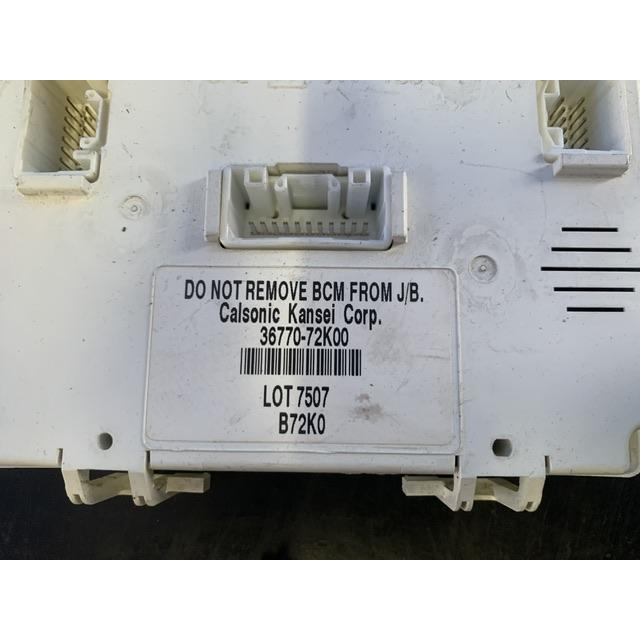 DO NOT REMOVE BCM FROM J/B.
Calsonic Kansei Corp.
36770-72K00
LOT 7507
B72K0